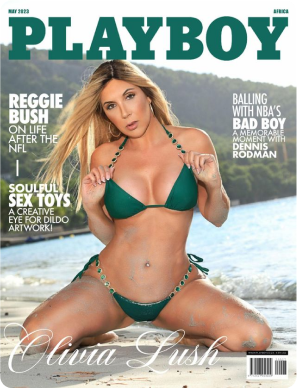 MAY 2023
AFRICA
PLAYBOY
REGGIE
BUSH
ON LIFE
AFTER THE
NFL
SOULFUL
SEX TOYS
A CREATIVE
EYE FOR DILDO
ARTWORK!
BALLING
WITH NBA'S
BAD BOY
A MEMORABLE
MOMENT WITH
DENNIS
RODMAN
Olivia Lush